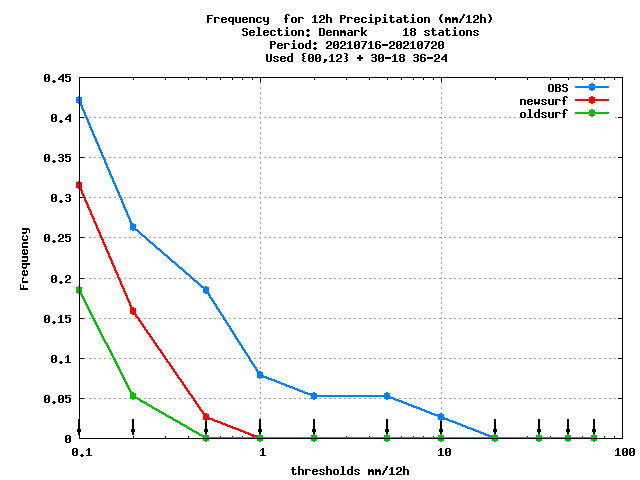 Frequency  for 12h Precipitation (mm/12h)
Selection: Denmark     18 stations
Period: 20210716-20210720
Used {00,12} + 30-18 36-24
OBS
newsurf
oldsurf
0.45
0.4
0.35
0.3
0.25
0.2
0.15
0.1
0.05
0
Frequency
0.1 1 10 100
thresholds mm/12h